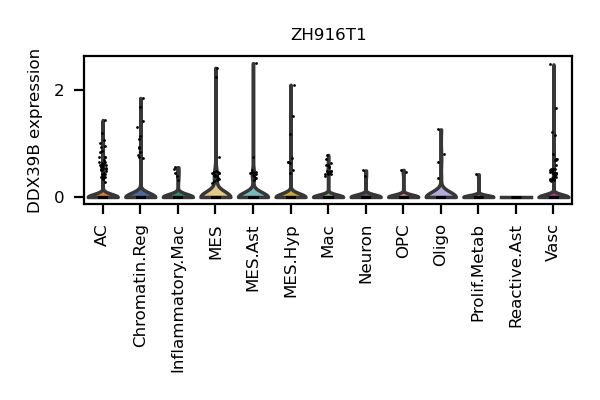 ZH916T1
DDX39B expression
2
0
AC
Chromatin.Reg
Inflammatory.Mac
MES
MES.Ast
MES.Hyp
Mac
Neuron
OPC
Oligo
Prolif.Metab
Reactive.Ast
Vasc